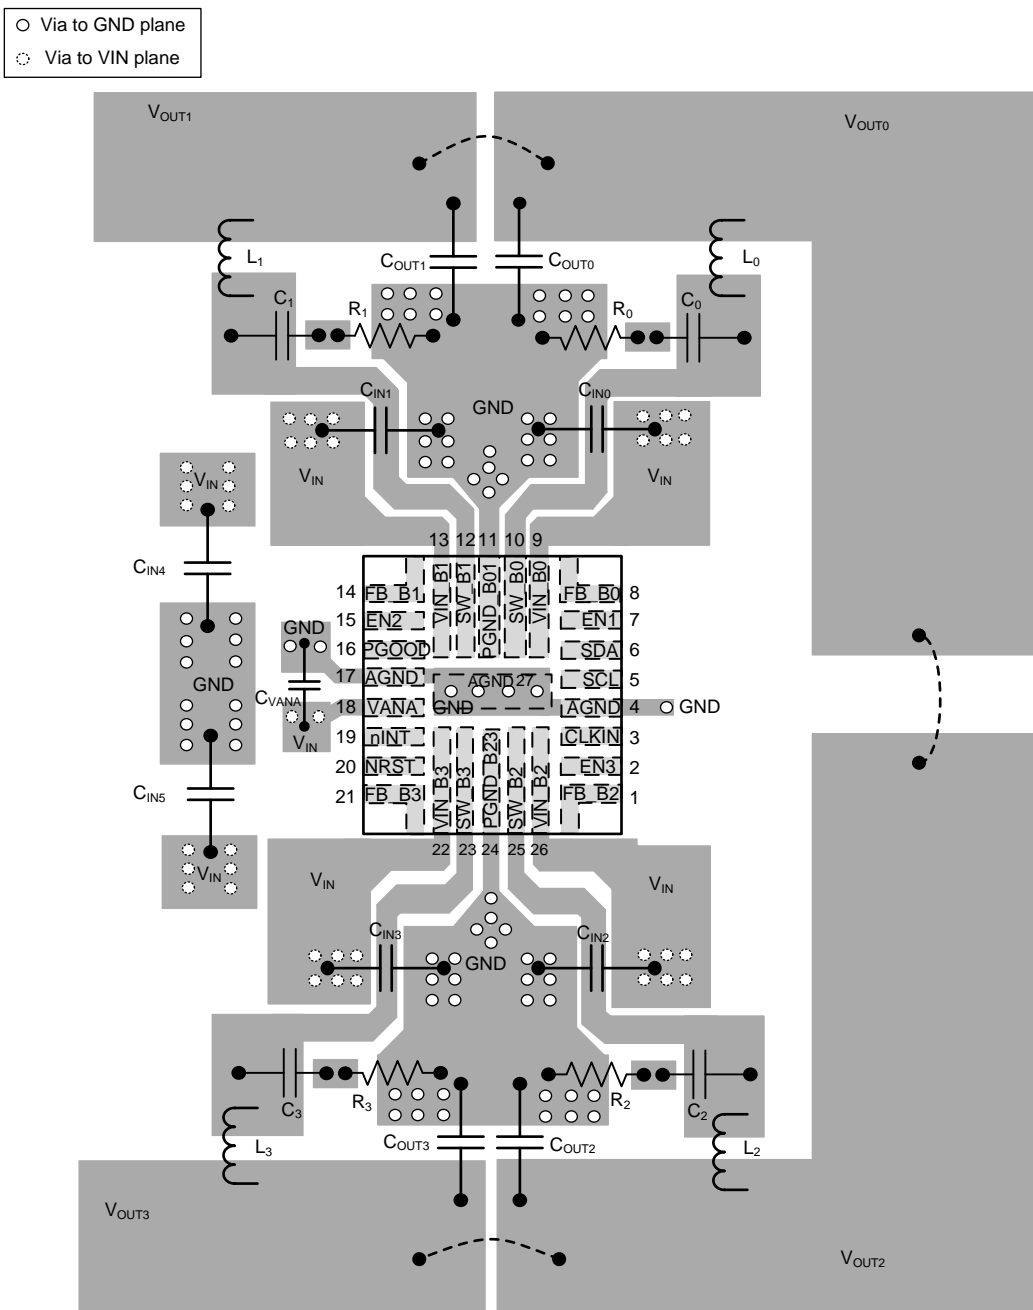 Via to GND plane
Via to VIN plane
VOUT1
VOUT0
L1
COUT1
COUT0
L0
C1
R1
R0
C0
CIN1
GND
CIN0
VIN
VIN
VIN
CIN4
13 12 11 10 9
VIN_B1
SW_B1
PGND_B01
SW_B0
VIN_B0
14 FB_B1
FB_B0 8
15 EN2
EN1 7
GND
16 PGOOD
SDA 6
17 AGND
AGND 27
SCL 5
GND
CVANA
18 VANA
GND
AGND 4
GND
VIN
19 nINT
CLKIN 3
20 NRST
EN3 2
CIN5
21 FB_B3
FB_B2 1
VIN_B3
SW_B3
PGND_B23
SW_B2
VIN_B2
22 23 24 25 26
VIN
VIN
VIN
CIN3
CIN2
GND
R3
R2
C3
C2
L3
COUT3
COUT2
L2
VOUT3
VOUT2